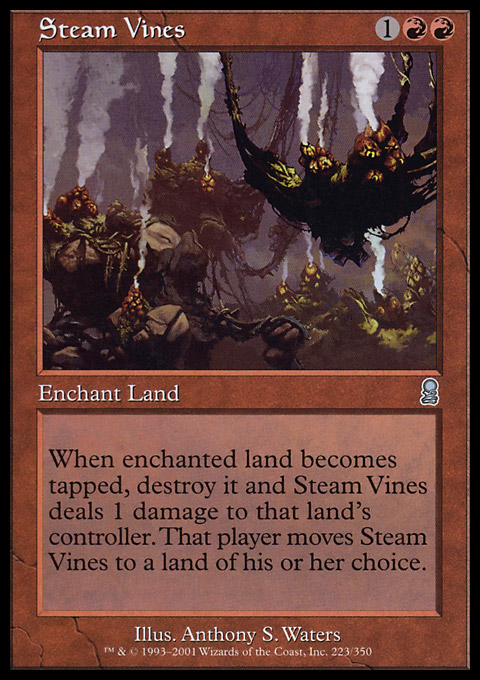 Steam Vines 1
Enchant Land
When enchanted land becomes
tapped, destroy it and Steam Vines
deals 1 damage to that land's
controller. That player moves Steam
Vines to a land of his or her choice.
Illus. Anthony S. Waters
™ & © 1993–2001 Wizards of the Coast, Inc. 223/350